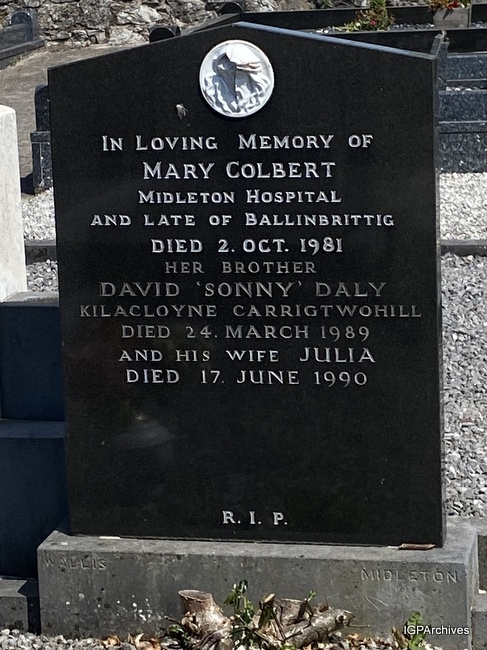 IN LOVING MEMORY OF
MARY COLBERT
MIDLETON HOSPITAL
AND LATE OF BALLINBRITTIG
DIED 2. OCT. 1981
HER BROTHER
DAVID 'SONNY' DALY
KILACLOYNE CARRIGTWOHILL
DIED 24. MARCH 1989
AND HIS WIFE JULIA
DIED 17. JUNE 1990
R. I. P.
WALLIS MIDLETON
©IGPArchives